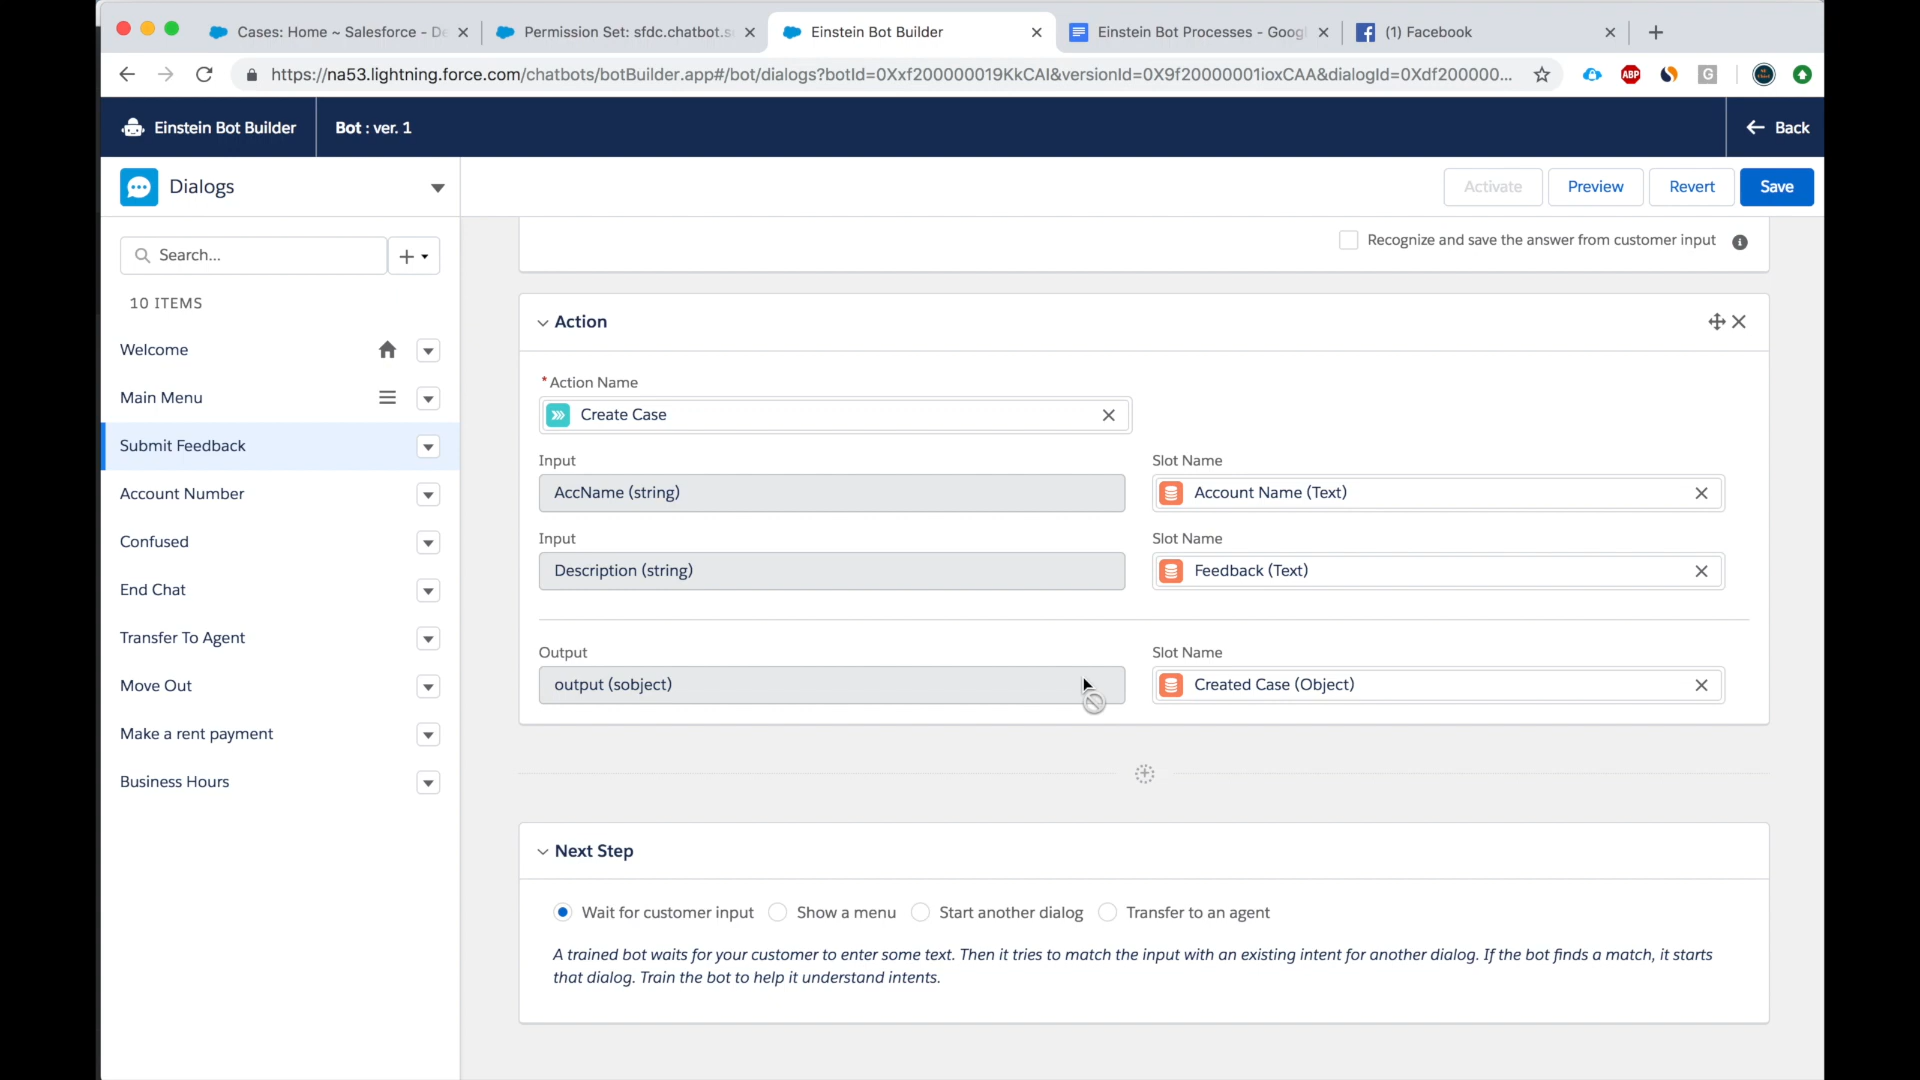 Cases: Home ~ Salesforce - De
Permission Set: sfdc.chatbot.s
Einstein Bot Builder
Einstein Bot Processes - Goog
(1) Facebook
https://na53.lightning.force.com/chatbots/botBuilder.app#/bot/dialogs?botId=0Xxf200000019KkCAI&versionId=0X9f20000001ioxCAA&dialogId=0Xdf200000...
ABP
G
Einstein Bot Builder
Bot : ver. 1
Back
Dialogs
Activate
Preview
Revert
Save
Search...
10 ITEMS
Welcome
Main Menu
Submit Feedback
Account Number
Confused
End Chat
Transfer To Agent
Move Out
Make a rent payment
Business Hours
Recognize and save the answer from customer input
Action
* Action Name
Create Case
Input
Slot Name
AccName (string)
Account Name (Text)
Input
Slot Name
Description (string)
Feedback (Text)
Output
Slot Name
output (sobject)
Created Case (Object)
Next Step
Wait for customer input
Show a menu
Start another dialog
Transfer to an agent
A trained bot waits for your customer to enter some text. Then it tries to match the input with an existing intent for another dialog. If the bot finds a match, it starts
that dialog. Train the bot to help it understand intents.